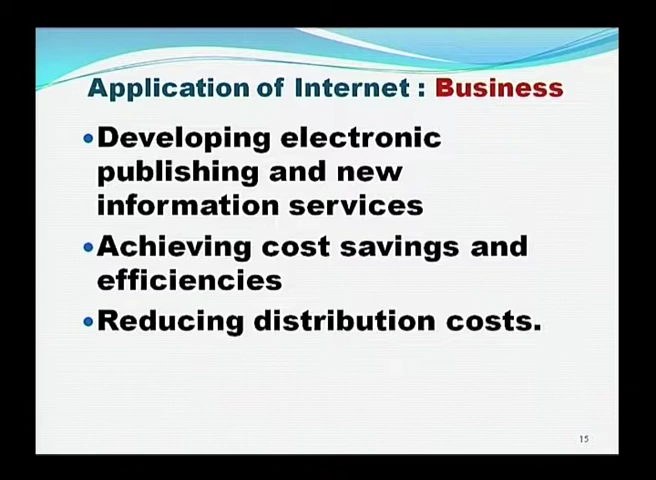 Application of Internet : Business
•Developing electronic
publishing and new
information services
•Achieving cost savings and
efficiencies
•Reducing distribution costs.
15